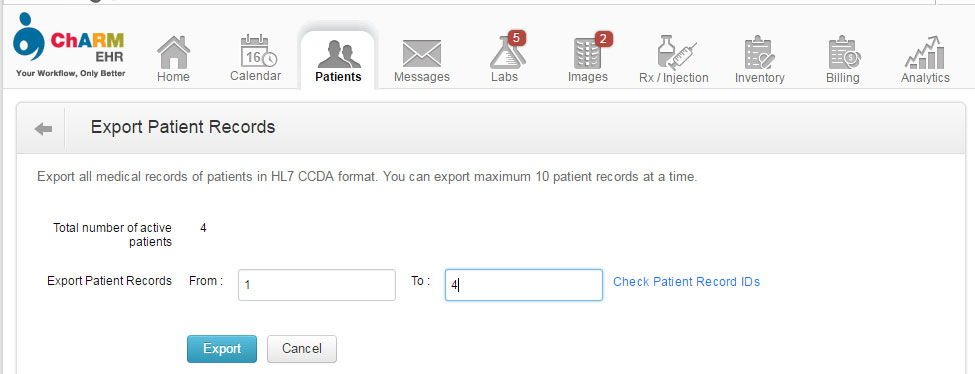 ChARM
EHR
Your Workflow, Only Better
5
2
16
Home
Calendar
Patients
Messages
Labs
Images
Rx / Injection
Inventory
Billing
Analytics
Export Patient Records
Export all medical records of patients in HL7 CCDA format. You can export maximum 10 patient records at a time.
Total number of active
patients
4
Export Patient Records From : 1 To : 4 Check Patient Record IDs
Export Cancel